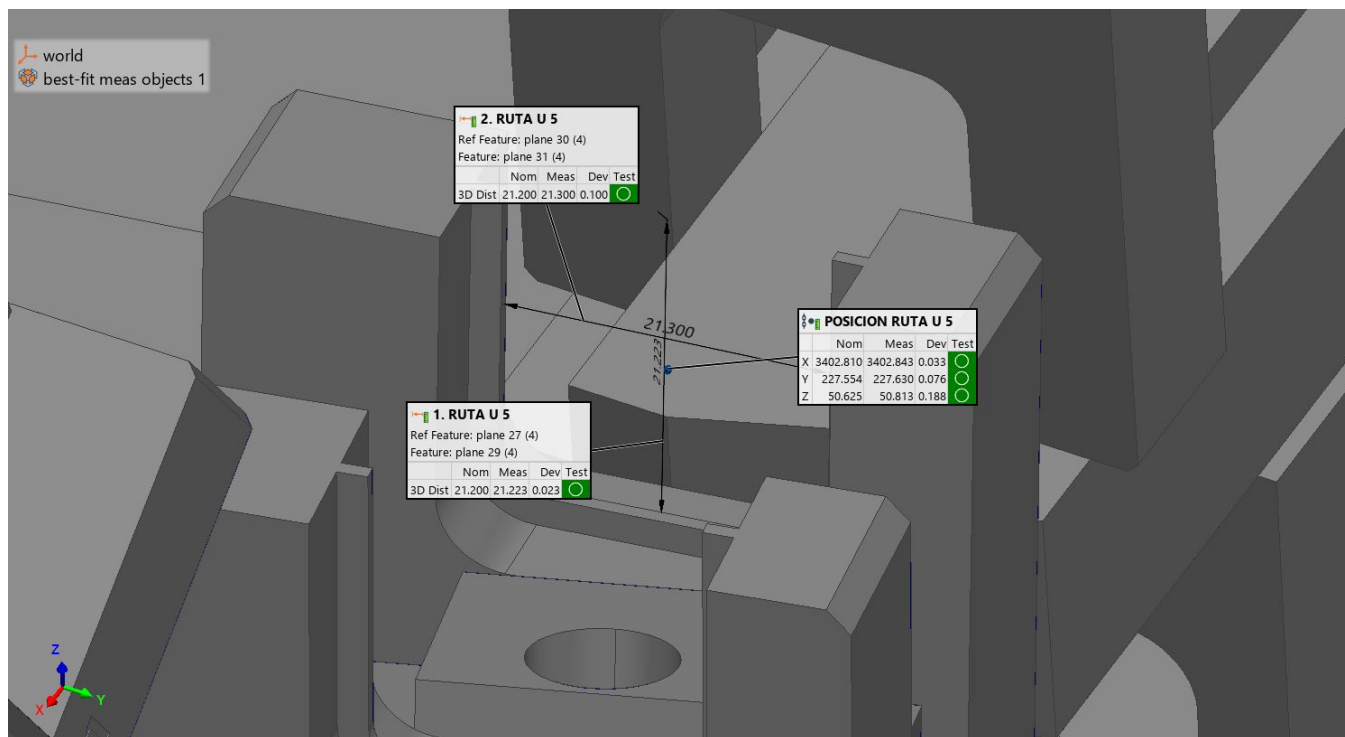 world
best-fit meas objects 1
2. RUTA U 5
Ref Feature: plane 30 (4)
Feature: plane 31 (4)
Nom Meas Dev Test
3D Dist 21.200 21.300 0.100
21.300
21.223
POSICION RUTA U 5
Nom Meas Dev Test
X 3402.810 3402.843 0.033
Y 227.554 227.630 0.076
Z 50.625 50.813 0.188
1. RUTA U 5
Ref Feature: plane 27 (4)
Feature: plane 29 (4)
Nom Meas Dev Test
3D Dist 21.200 21.223 0.023
Z
X
Y